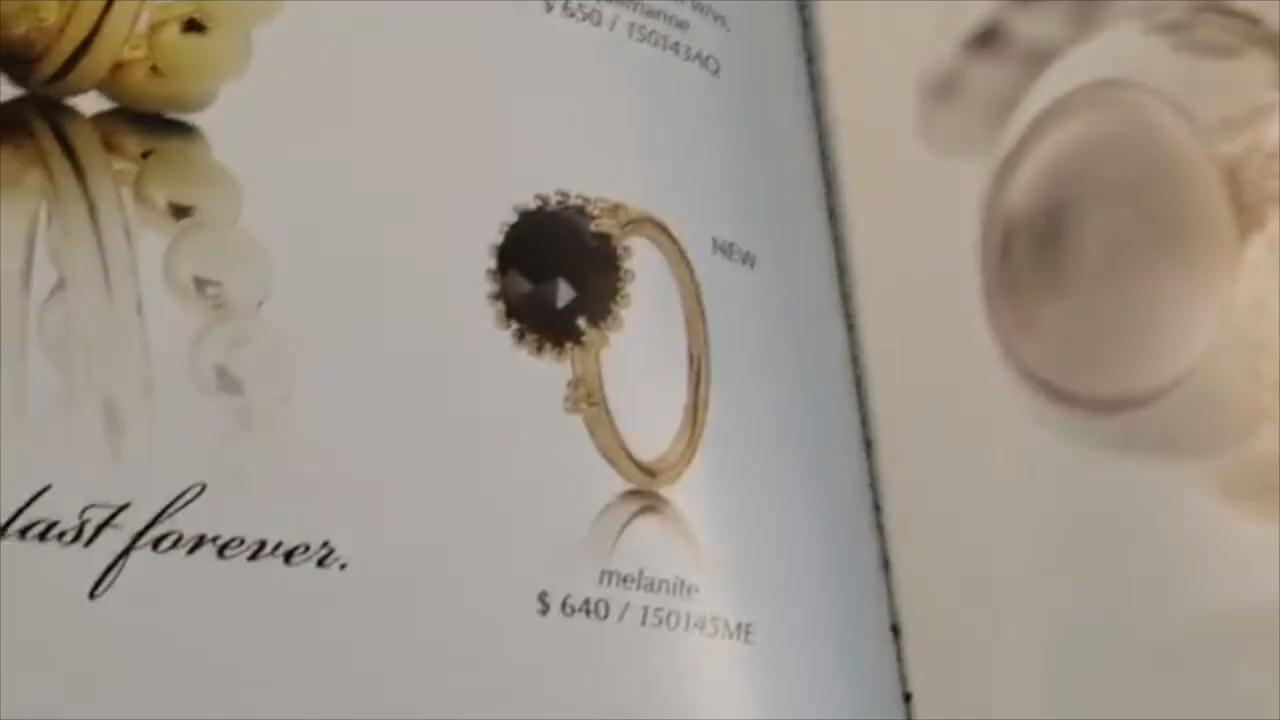 $ 650 / 150143AQ
NEW
last forever.
melanite
$ 640 / 150145ME